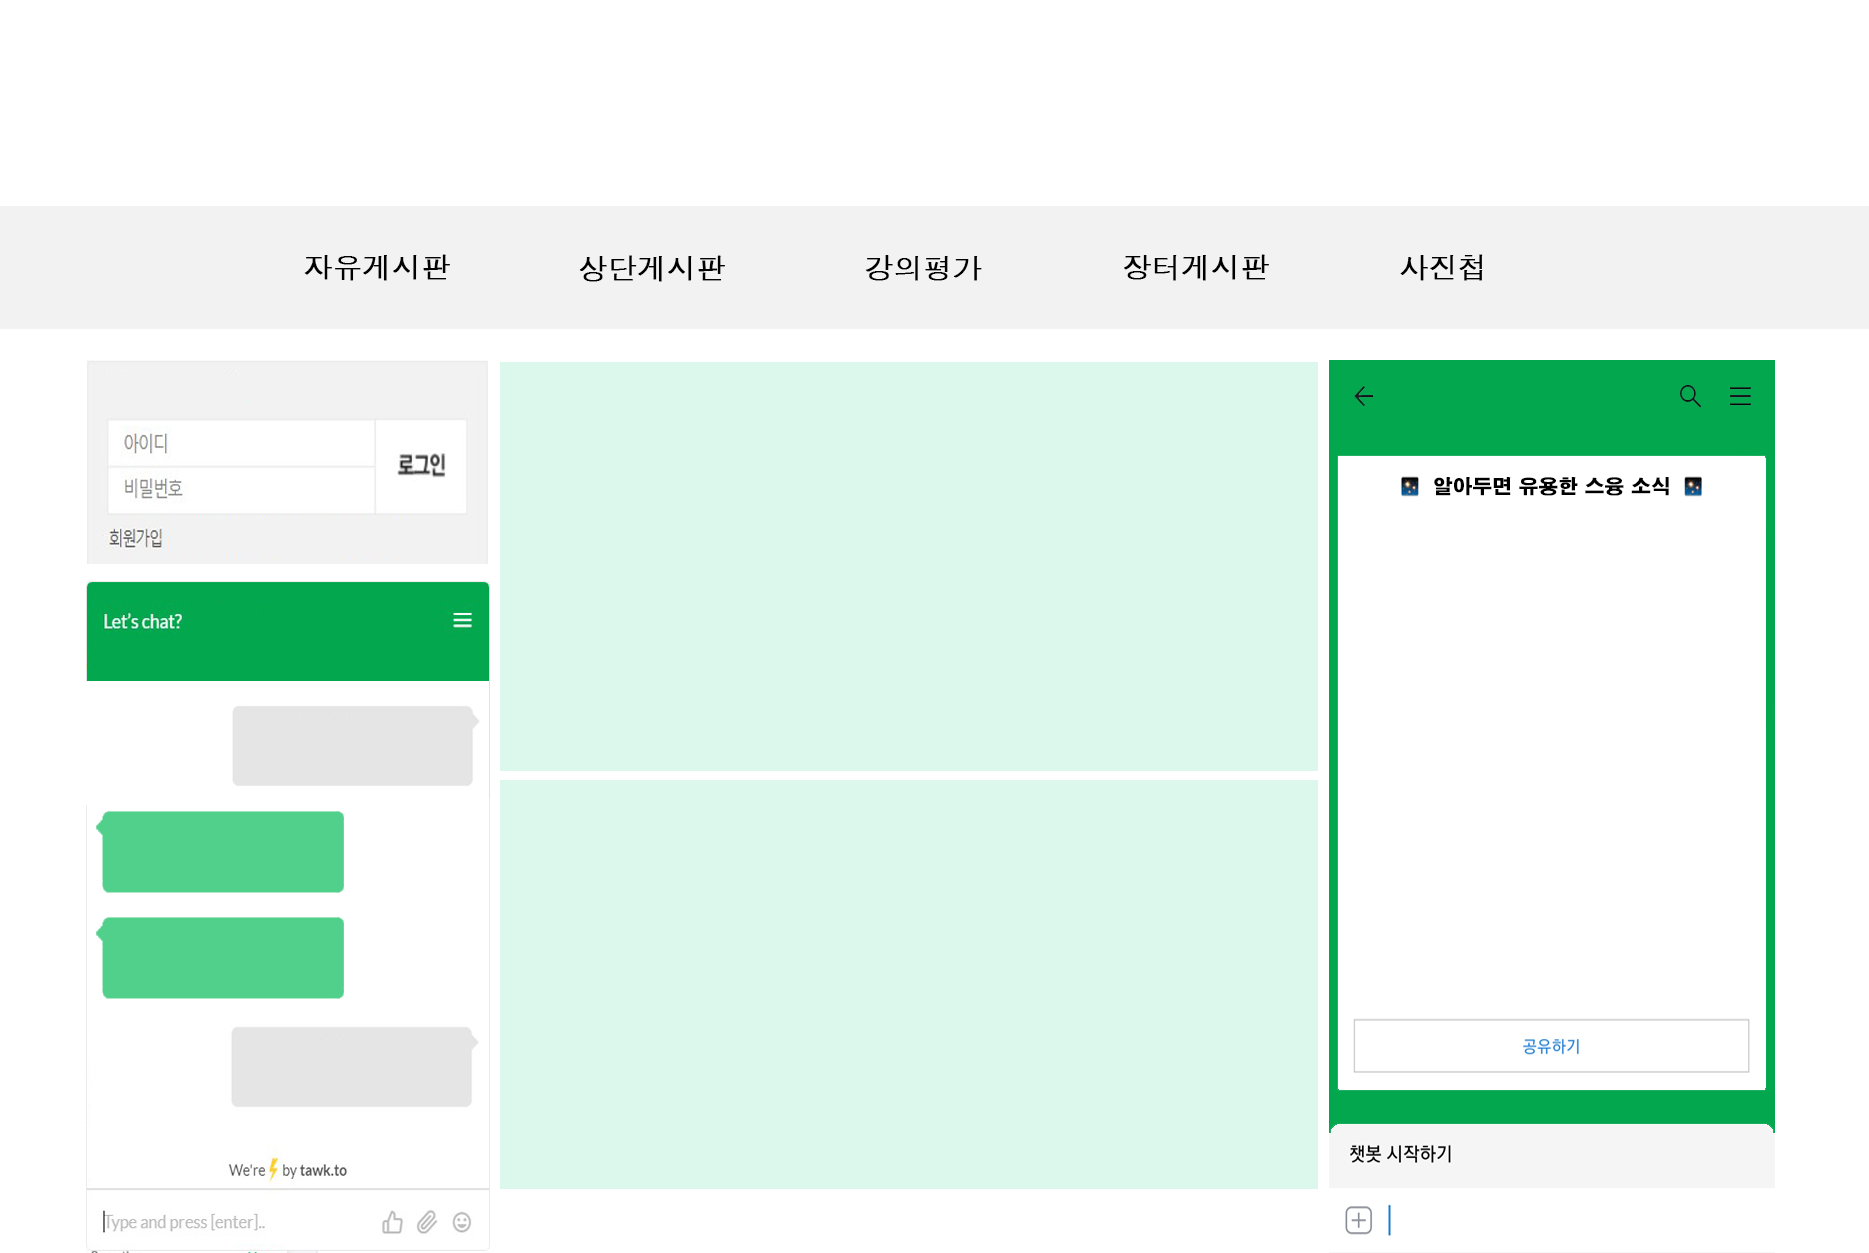 자유게시판
상단게시판
강의평가
장터게시판
사진첩
아이디
비밀번호
로그인
회원가입
Let's chat?
We're⚡by tawk.to
Type and press [enter]..
🎇 알아두면 유용한 스융 소식 🎇
공유하기
챗봇 시작하기